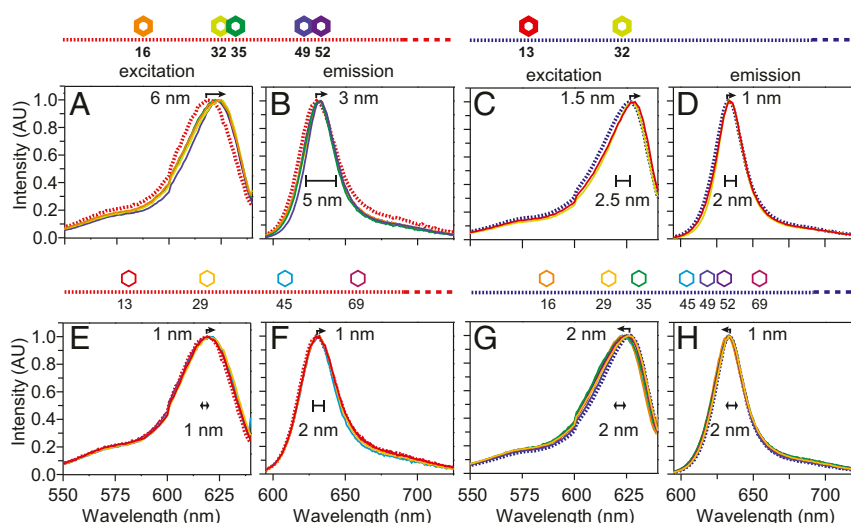 16 32 35 49 52
13 32
excitation emission
excitation emission
A 6 nm
B 3 nm
5 nm
C 1.5 nm
2.5 nm
D 1 nm
2 nm
Intensity (AU)
1.0
0.8
0.6
0.4
0.2
0.0
13 29 45 69
16 29 35 45 49 52 69
E 1 nm
1 nm
F 1 nm
2 nm
G 2 nm
2 nm
H 1 nm
2 nm
Intensity (AU)
1.0
0.8
0.6
0.4
0.2
0.0
550 575 600 625
600 650 700
550 575 600 625
600 650 700
Wavelength (nm) Wavelength (nm) Wavelength (nm) Wavelength (nm)